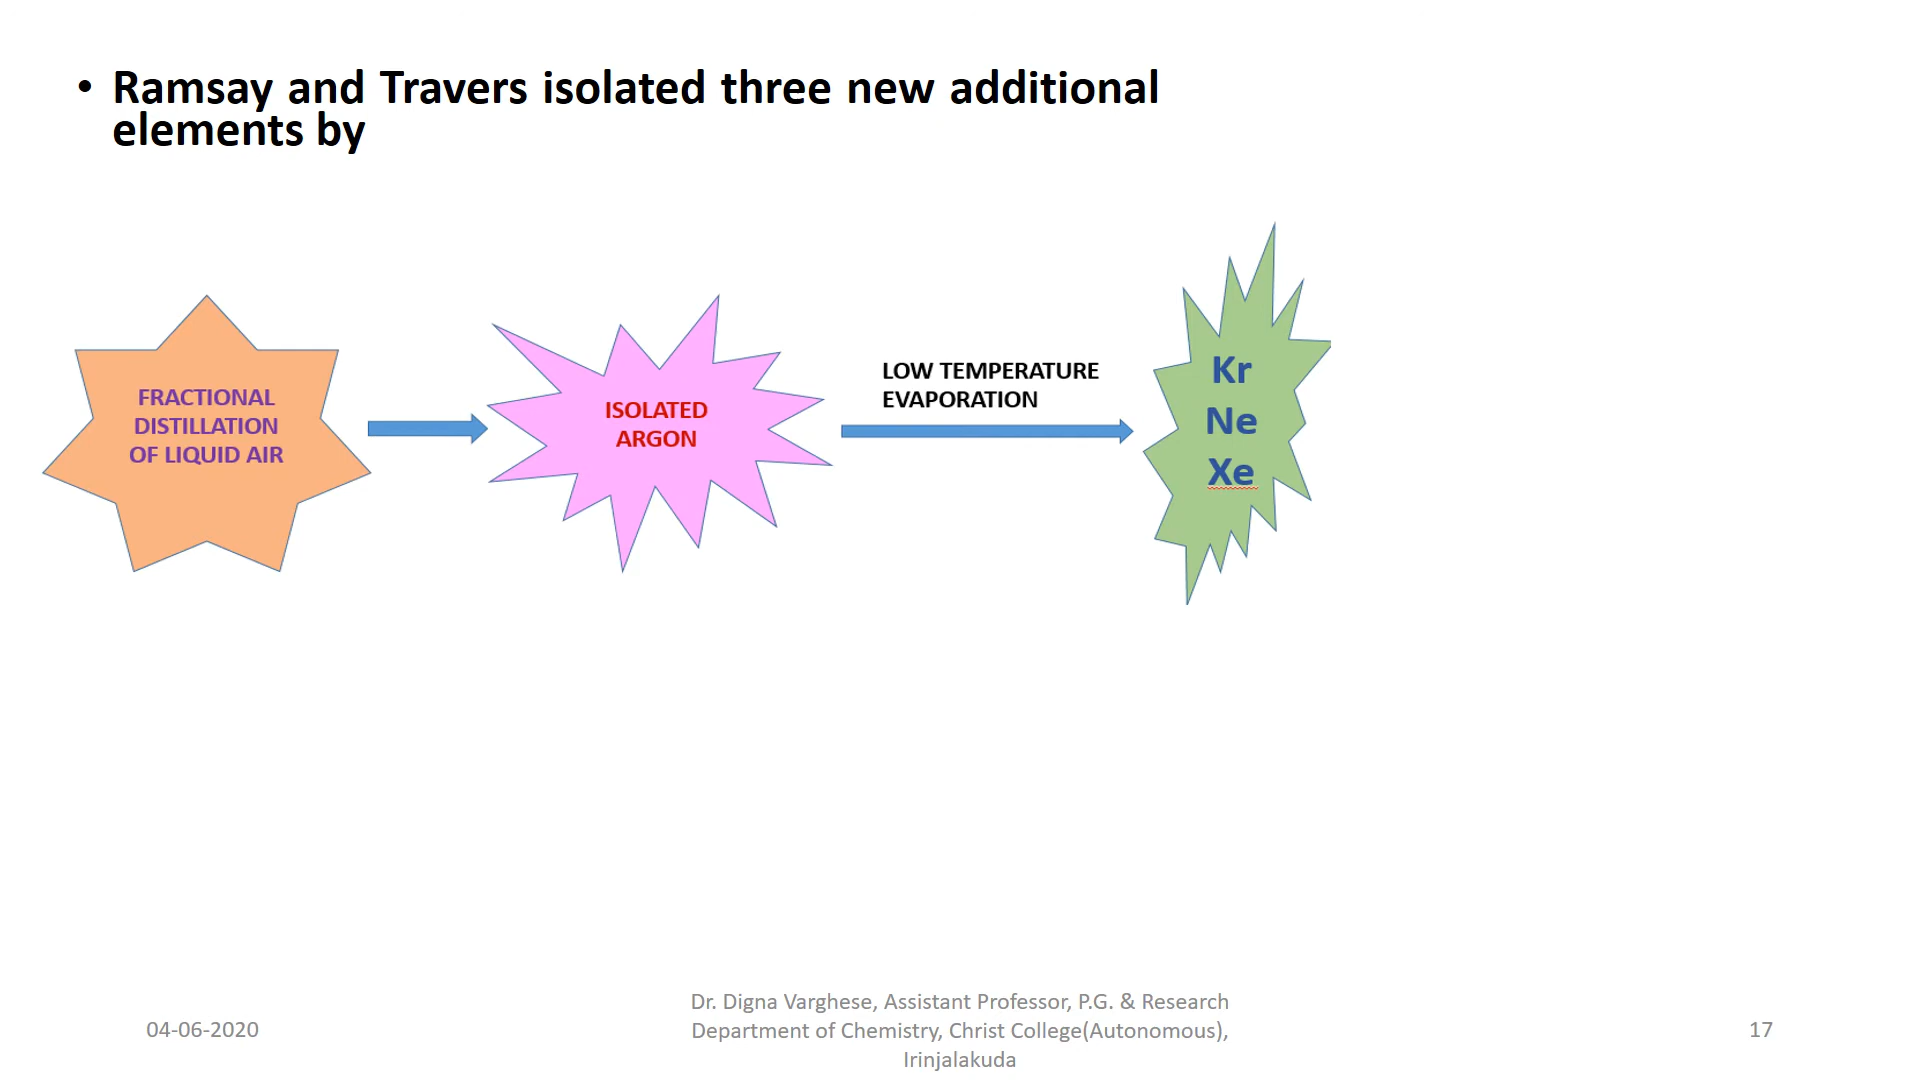 • Ramsay and Travers isolated three new additional
elements by
FRACTIONAL
DISTILLATION
OF LIQUID AIR
ISOLATED
ARGON
LOW TEMPERATURE
EVAPORATION
Kr
Ne
Xe
04-06-2020
Dr. Digna Varghese, Assistant Professor, P.G. & Research
Department of Chemistry, Christ College(Autonomous),
Irinjalakuda
17